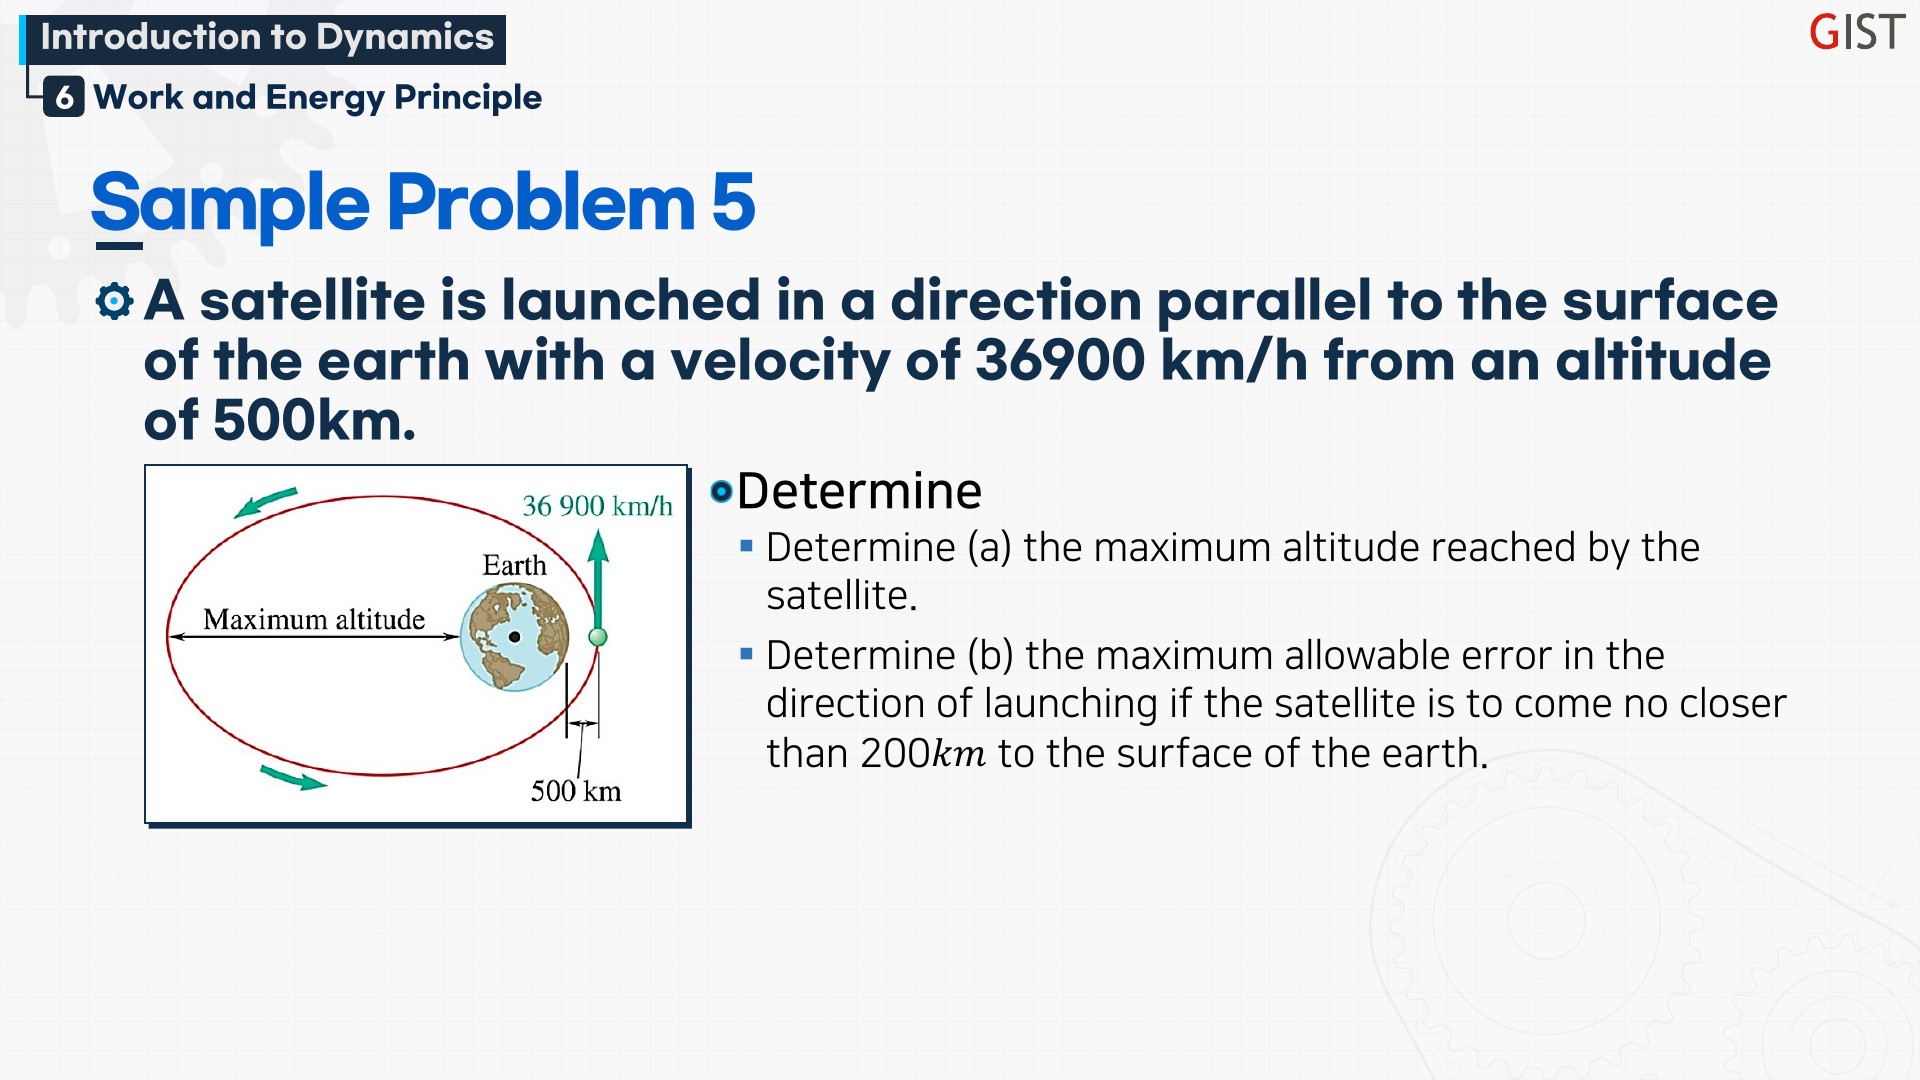 Introduction to Dynamics
GIST
6 Work and Energy Principle
Sample Problem 5
A satellite is launched in a direction parallel to the surface
of the earth with a velocity of 36900 km/h from an altitude
of 500km.
36 900 km/h
Earth
Maximum altitude
500 km
Determine
Determine (a) the maximum altitude reached by the
satellite.
Determine (b) the maximum allowable error in the
direction of launching if the satellite is to come no closer
than 200km to the surface of the earth.